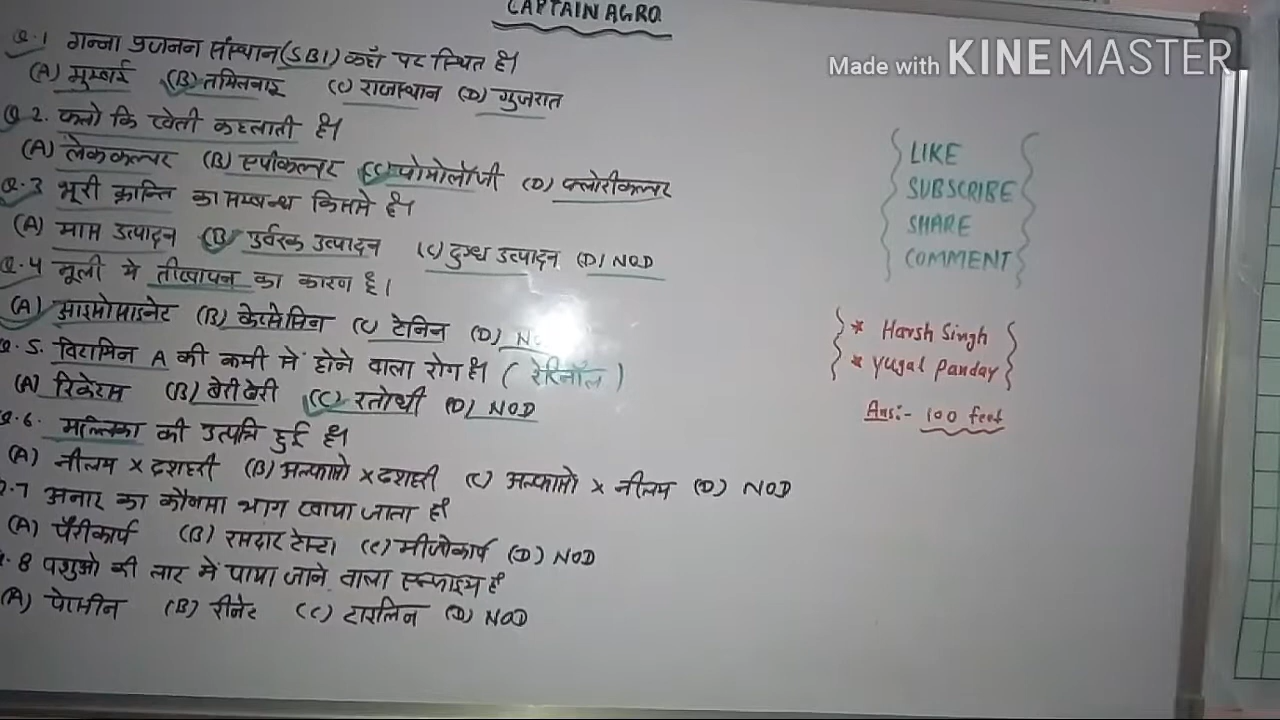 CAPTAIN AGRO
Made with KINEMASTER
Q.1 गन्ना प्रजनन संस्थान (SBI) कहाँ पर स्थित है।
(A) मुम्बई (B) तमिलनाडू (C) राजस्थान (D) गुजरात
Q.2. फलो कि खेती कहलाती है।
(A) लेककल्चर (B) एपीकल्चर (C) पोमोलॉजी (D) फ्लोरीकल्चर
Q.3 भूरी क्रान्ति का सम्बन्ध किससे है।
(A) मास उत्पादन (B) उर्वरक उत्पादन (C) दुग्ध उत्पादन (D) NOD
Q.4 मूली मे तीखापन का कारण है।
(A) आइसोसाइनेट (B) केप्सेसिन (C) टेनिन (D)
Q.5. विटामिन A की कमी में होने वाला रोग है। (रेटिनॉल)
(A) रिकेटस (B) बेरीबेरी (C) रतोधी (D) NOD
Q.6. मल्लिका की उत्पत्ति हुई है।
(A) नीलम × दशहरी (B) अल्फासो × दशहरी (C) अल्फासो × नीलम (D) NOD
Q.7 अनार का कौनसा भाग खाया जाता है
(A) पेरीकार्प (B) रसदार टेस्टा (C) मीजोकार्प (D) NOD
Q.8 पशुओ की लार में पाया जाने वाला एन्जाइम है
(A) पेप्सीन (B) रीनेट (C) टाइलिन (D) NOD
LIKE
SUBSCRIBE
SHARE
COMMENT
* Harsh Singh
* Yugal Panday
Ans:- 100 feet